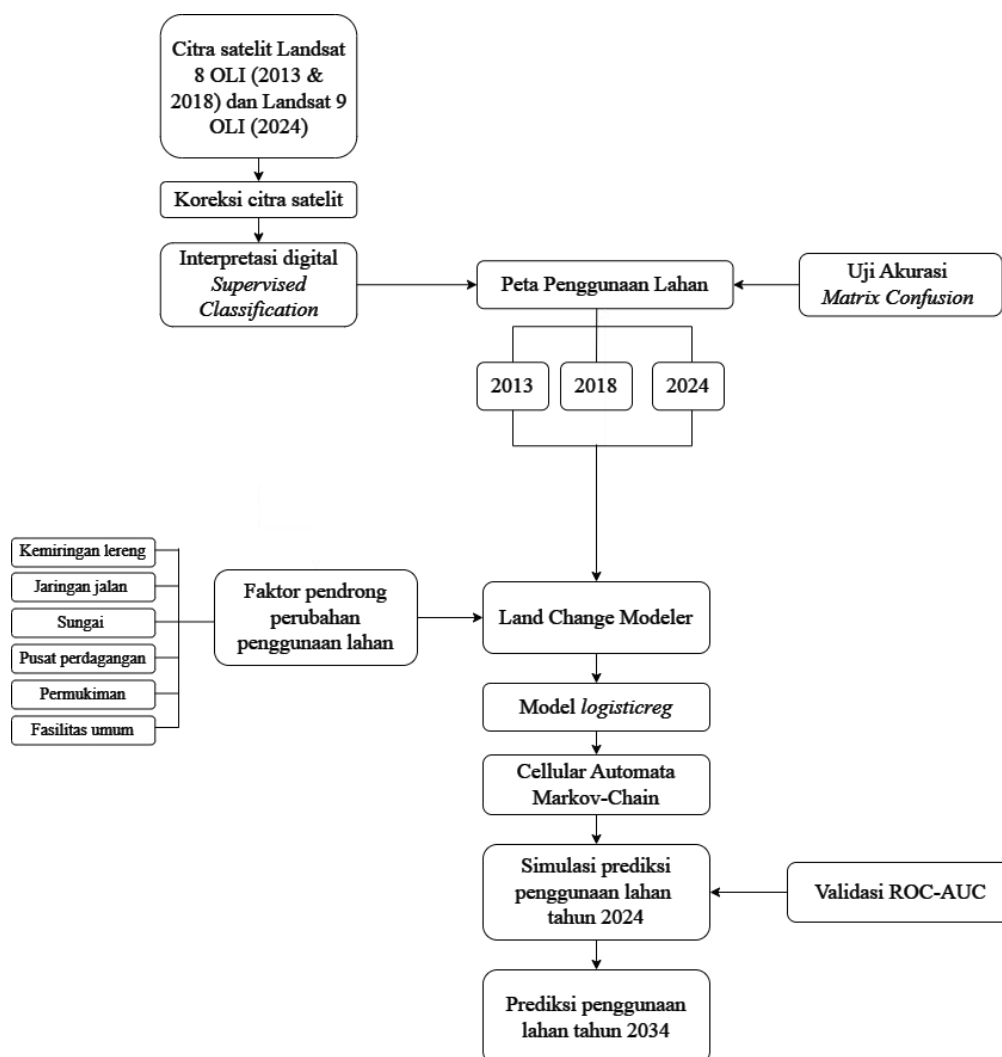 Citra satelit Landsat
8 OLI (2013 &
2018) dan Landsat 9
OLI (2024)
Koreksi citra satelit
Interpretasi digital
Supervised
Classification
Peta Penggunaan Lahan
Uji Akurasi
Matrix Confusion
2013
2018
2024
Kemiringan lereng
Jaringan jalan
Sungai
Pusat perdagangan
Permukiman
Fasilitas umum
Faktor pendrong
perubahan
penggunaan lahan
Land Change Modeler
Model logisticreg
Cellular Automata
Markov-Chain
Simulasi prediksi
penggunaan lahan
tahun 2024
Validasi ROC-AUC
Prediksi penggunaan
lahan tahun 2034